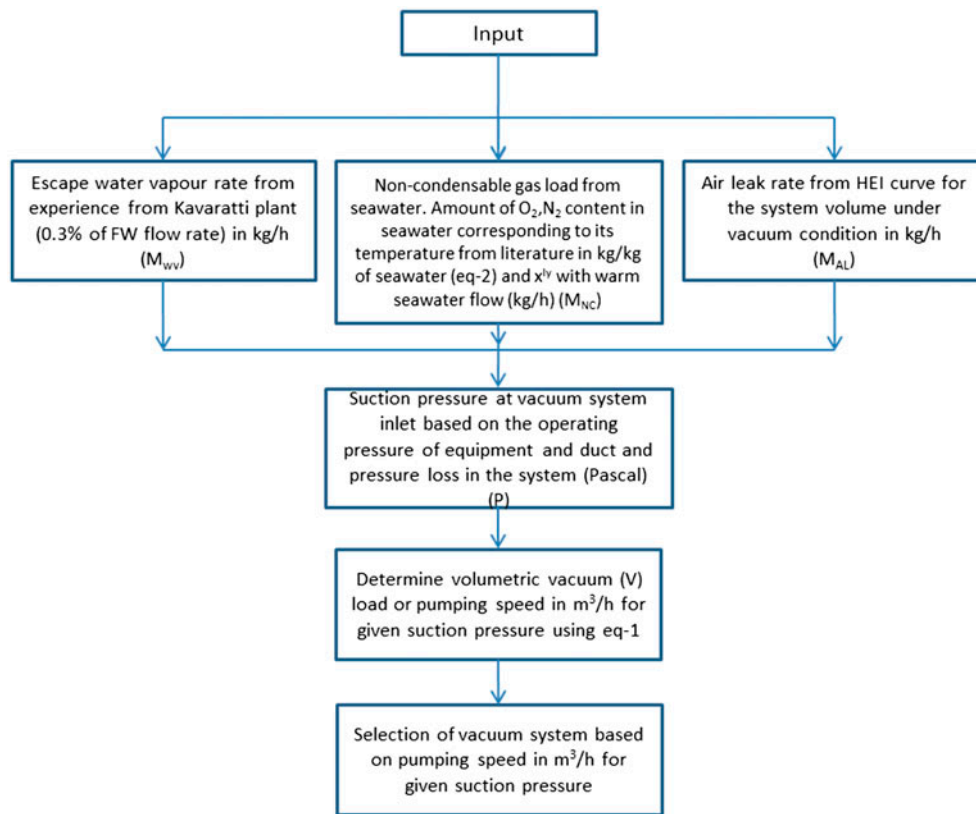 Input
Escape water vapour rate from
experience from Kavaratti plant
(0.3% of FW flow rate) in kg/h
(M_wv)
Non-condensable gas load from
seawater. Amount of O₂,N₂ content in
seawater corresponding to its
temperature from literature in kg/kg
of seawater (eq-2) and x^ly with warm
seawater flow (kg/h) (M_NC)
Air leak rate from HEI curve for
the system volume under
vacuum condition in kg/h
(M_AL)
Suction pressure at vacuum system
inlet based on the operating
pressure of equipment and duct and
pressure loss in the system (Pascal)
(P)
Determine volumetric vacuum (V)
load or pumping speed in m³/h for
given suction pressure using eq-1
Selection of vacuum system based
on pumping speed in m³/h for
given suction pressure